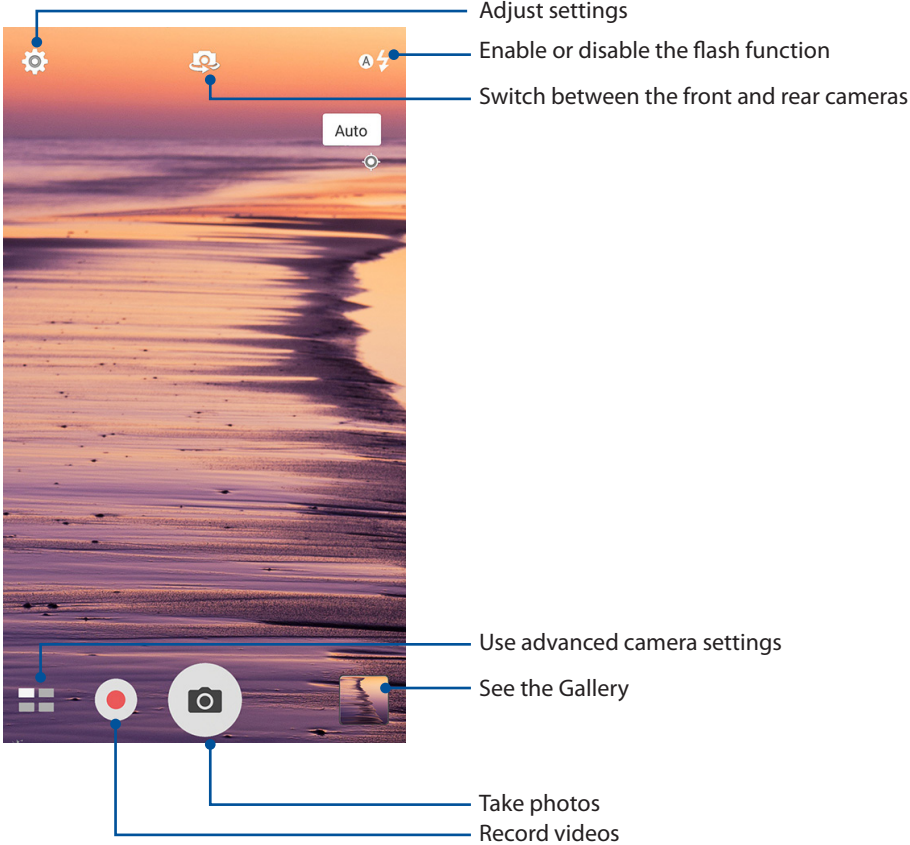 Adjust settings
Enable or disable the flash function
A
Switch between the front and rear cameras
Auto
Use advanced camera settings
See the Gallery
Take photos
Record videos